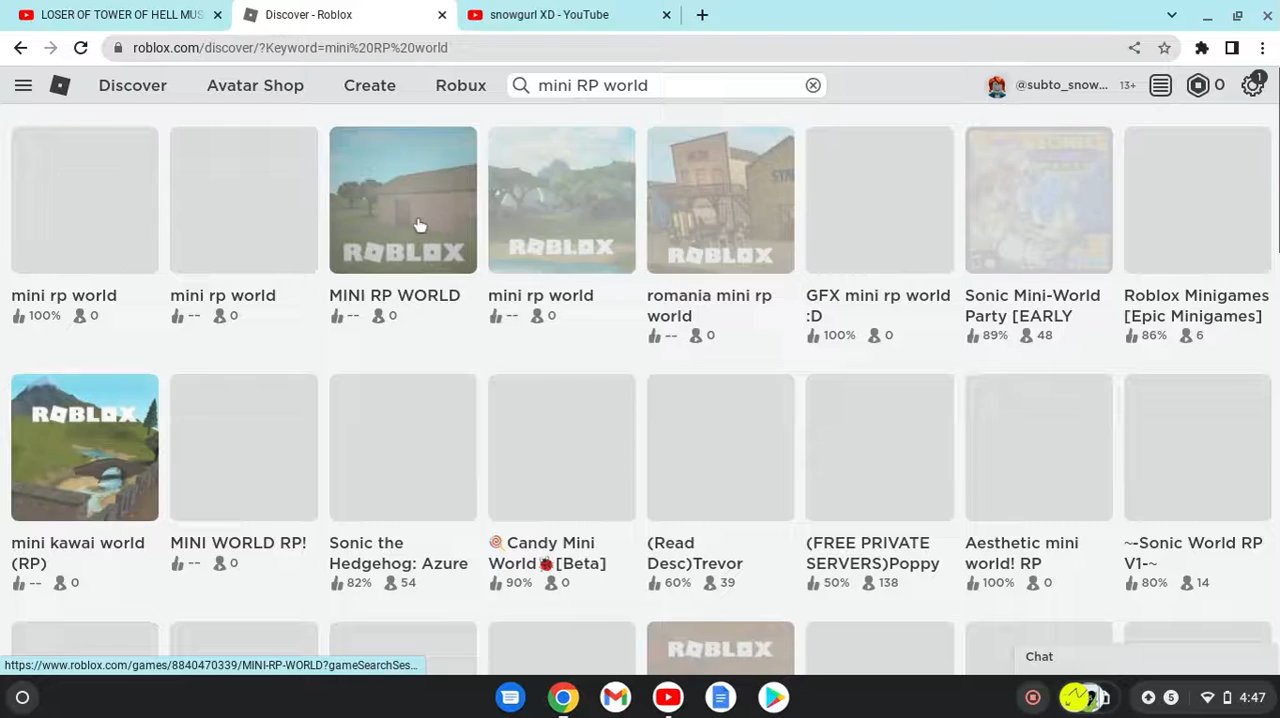 LOSER OF TOWER OF HELL MUS
Discover - Roblox
snowgurl XD - YouTube
roblox.com/discover/?Keyword=mini%20RP%20world
Discover
Avatar Shop
Create
Robux
mini RP world
@subto_snow...
13+
0
1
ROBLOX
ROBLOX
ROBLOX
mini rp world
100% 0
mini rp world
-- 0
MINI RP WORLD
-- 0
mini rp world
-- 0
romania mini rp
world
-- 0
GFX mini rp world
:D
100% 0
Sonic Mini-World
Party [EARLY
89% 48
Roblox Minigames
[Epic Minigames]
86% 6
ROBLOX
mini kawai world
(RP)
-- 0
MINI WORLD RP!
-- 0
Sonic the
Hedgehog: Azure
82% 54
🍭Candy Mini
World🐞[Beta]
90% 0
(Read
Desc)Trevor
60% 39
(FREE PRIVATE
SERVERS)Poppy
50% 138
Aesthetic mini
world! RP
100% 0
~-Sonic World RP
V1-~
80% 14
ROBLOX
Chat
https://www.roblox.com/games/8840470339/MINI-RP-WORLD?gameSearchSes...
5
4:47